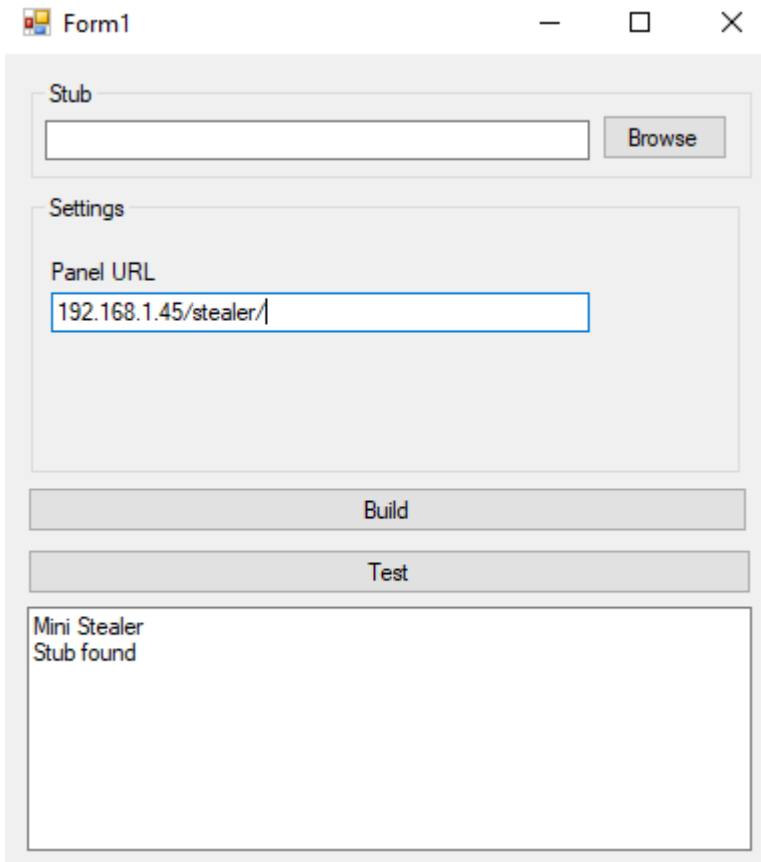 Form1
Stub
Browse
Settings
Panel URL
192.168.1.45/stealer/
Build
Test
Mini Stealer
Stub found